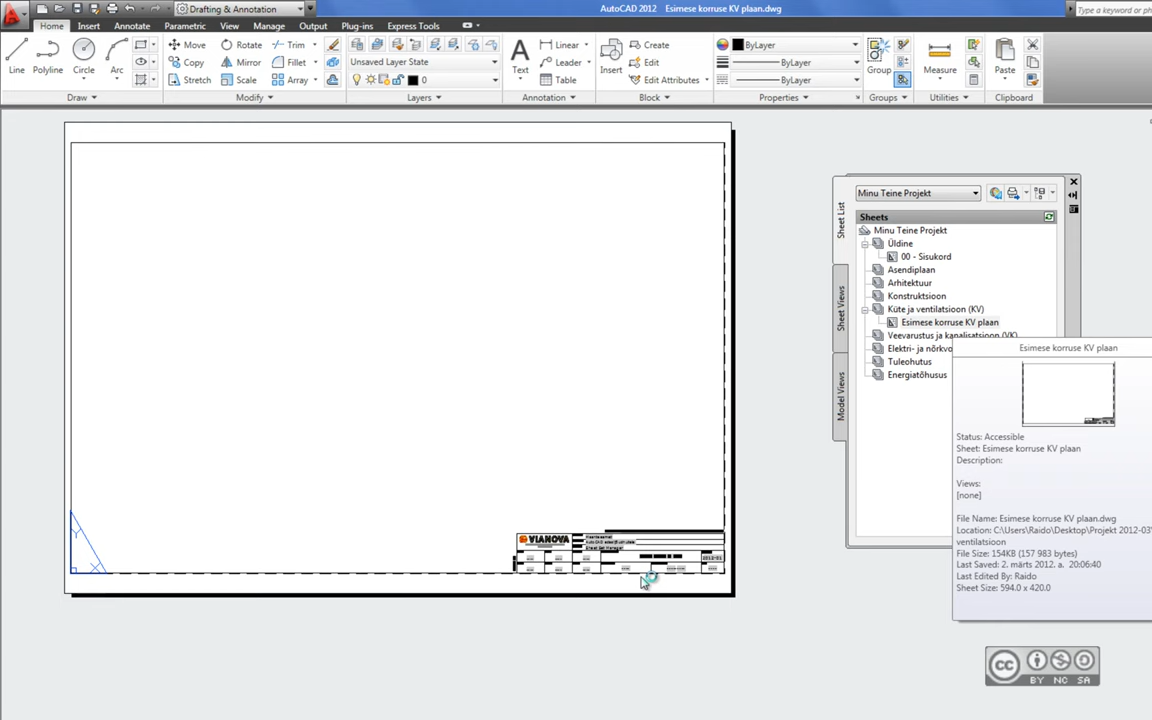 Drafting & Annotation
AutoCAD 2012 Esimese korruse KV plaan.dwg
Type a keyword or ph
Home Insert Annotate Parametric View Manage Output Plug-ins Express Tools
Line Polyline Circle Arc
Move Rotate Trim
Copy Mirror Fillet
Stretch Scale Array
Unsaved Layer State
0
Text
Linear
Leader
Table
Insert
Create
Edit
Edit Attributes
ByLayer
ByLayer
ByLayer
Group
Measure
Paste
Draw Modify Layers Annotation Block Properties Groups Utilities Clipboard
VIANOVA
Sheet List
Sheet Views
Model Views
Minu Teine Projekt
Sheets
Minu Teine Projekt
Üldine
00 - Sisukord
Asendiplaan
Arhitektuur
Konstruktsioon
Küte ja ventilatsioon (KV)
Esimese korruse KV plaan
Veevarustus ja kanalisatsioon (VK)
Elektri- ja nõrkvo
Tuleohutus
Energiatõhusus
Esimese korruse KV plaan
Status: Accessible
Sheet: Esimese korruse KV plaan
Description:
Views:
[none]
File Name: Esimese korruse KV plaan.dwg
Location: C:\Users\Raido\Desktop\Projekt 2012-03\
ventilatsioon
File Size: 154KB (157 983 bytes)
Last Saved: 2. märts 2012. a. 20:06:40
Last Edited By: Raido
Sheet Size: 594.0 x 420.0
Y
X
cc
BY NC SA